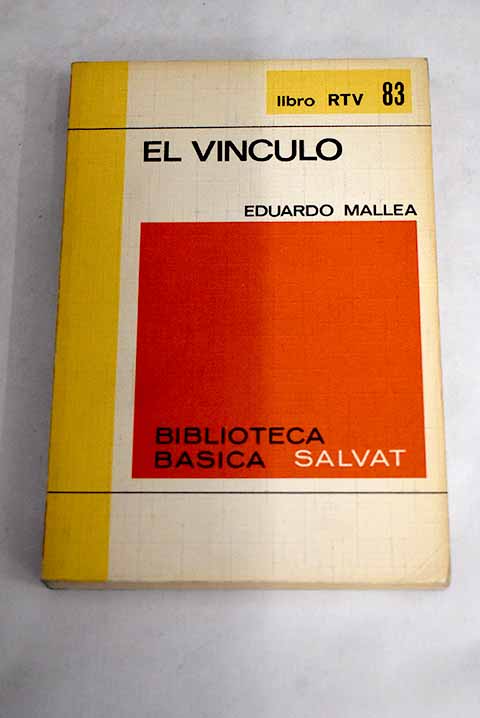 libro RTV 83
EL VINCULO
EDUARDO MALLEA
BIBLIOTECA
BASICA SALVAT